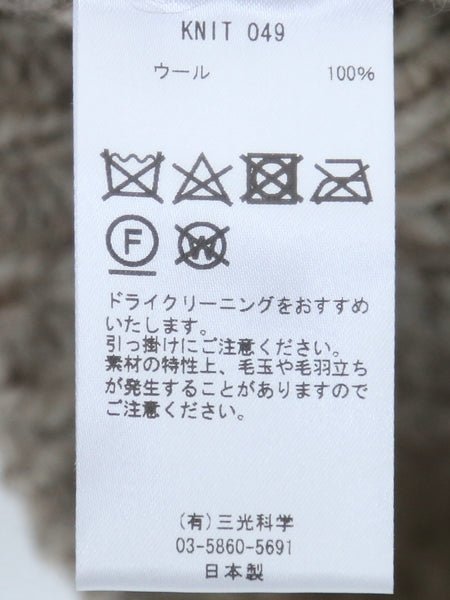 KNIT 049
ウール 100%
F
W
ドライクリーニングをおすすめ
いたします。
引っ掛けにご注意ください。
素材の特性上、毛玉や毛羽立ち
が発生することがありますので
ご注意ください。
(有)三光科学
03-5860-5691
日本製